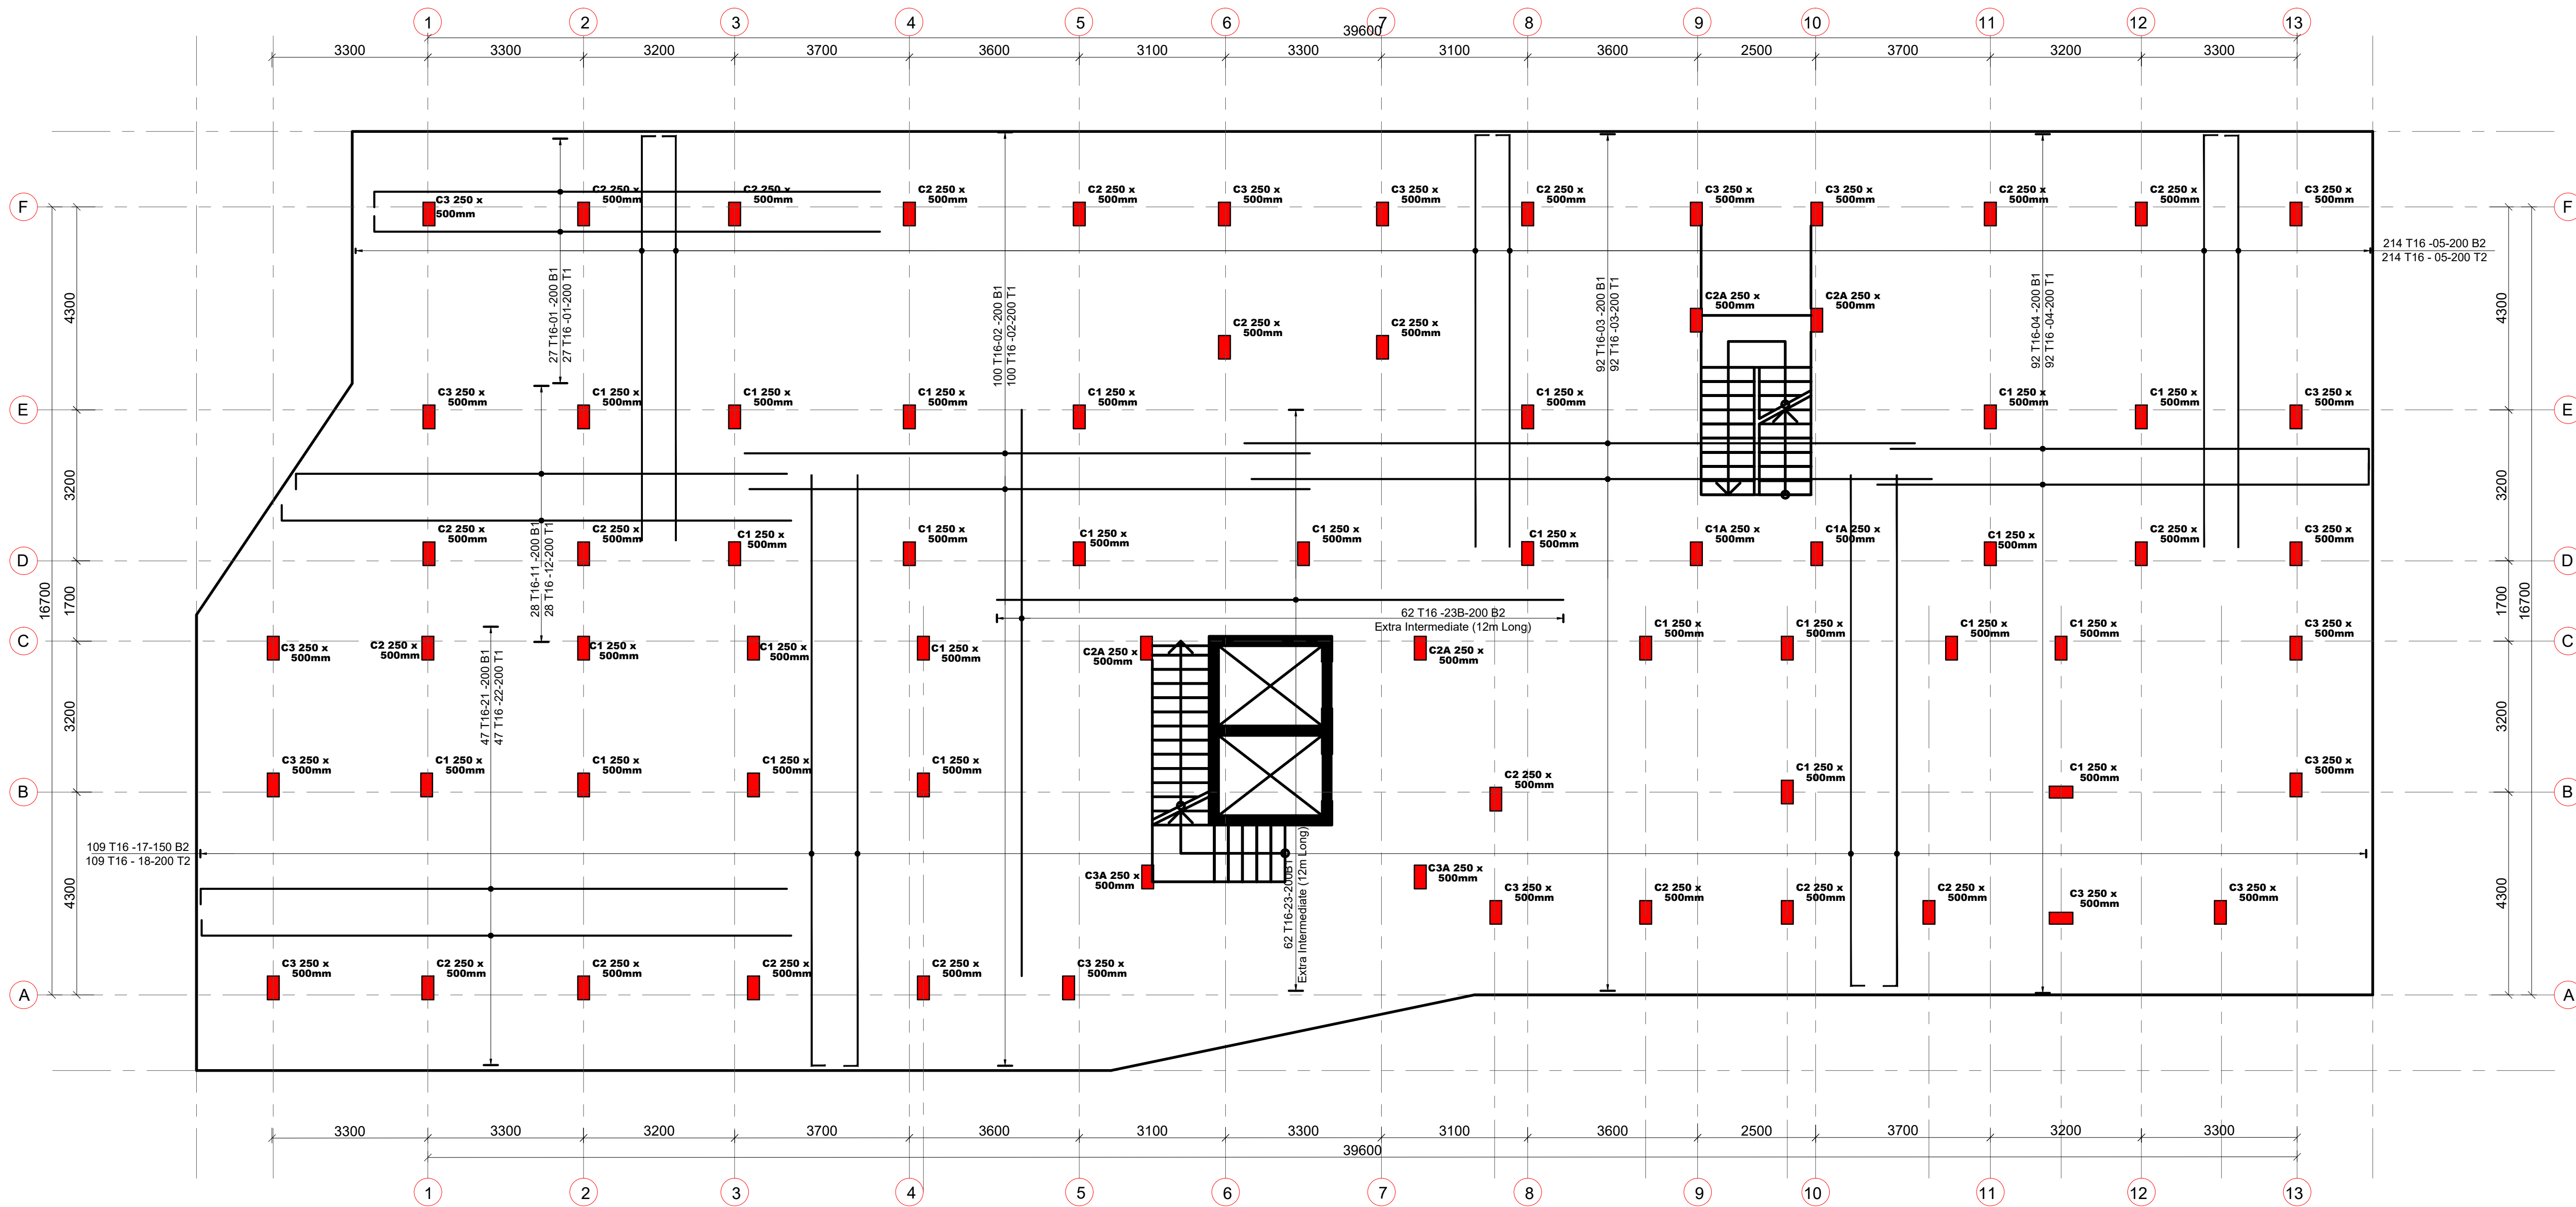 1 2 3 4 5 6 7 8 9 10 11 12 13
39600
3300 3300 3200 3700 3600 3100 3300 3100 3600 2500 3700 3200 3300
C3 250 x
500mm
C2 250 x
500mm
C2 250 x
500mm
C2 250 x
500mm
C2 250 x
500mm
C3 250 x
500mm
C3 250 x
500mm
C2 250 x
500mm
C3 250 x
500mm
C3 250 x
500mm
C2 250 x
500mm
C2 250 x
500mm
C3 250 x
500mm
F
F
214 T16 -05-200 B2
214 T16 - 05-200 T2
4300
27 T16-01 -200 B1
27 T16 -01-200 T1
100 T16-02 -200 B1
100 T16 -02-200 T1
92 T16-03 -200 B1
92 T16 -03-200 T1
92 T16-04 -200 B1
92 T16 -04-200 T1
4300
C2 250 x
500mm
C2 250 x
500mm
C2A 250 x
500mm
C2A 250 x
500mm
E
C3 250 x
500mm
C1 250 x
500mm
C1 250 x
500mm
C1 250 x
500mm
C1 250 x
500mm
C1 250 x
500mm
C1 250 x
500mm
C1 250 x
500mm
C3 250 x
500mm
E
3200
3200
C2 250 x
500mm
C2 250 x
500mm
C1 250 x
500mm
C1 250 x
500mm
C1 250 x
500mm
C1 250 x
500mm
C1 250 x
500mm
C1A 250 x
500mm
C1A 250 x
500mm
C1 250 x
500mm
C2 250 x
500mm
C3 250 x
500mm
D
D
28 T16-11 -200 B1
28 T16 -12-200 T1
16700
1700
1700
16700
62 T16 -23B-200 B2
Extra Intermediate (12m Long)
C
C3 250 x
500mm
C2 250 x
500mm
C1 250 x
500mm
C1 250 x
500mm
C1 250 x
500mm
C2A 250 x
500mm
C2A 250 x
500mm
C1 250 x
500mm
C1 250 x
500mm
C1 250 x
500mm
C1 250 x
500mm
C3 250 x
500mm
C
47 T16-21 -200 B1
47 T16 -22-200 T1
3200
3200
B
C3 250 x
500mm
C1 250 x
500mm
C1 250 x
500mm
C1 250 x
500mm
C1 250 x
500mm
C2 250 x
500mm
C1 250 x
500mm
C1 250 x
500mm
C3 250 x
500mm
B
109 T16 -17-150 B2
109 T16 - 18-200 T2
4300
4300
C3A 250 x
500mm
C3A 250 x
500mm
62 T16-23-200B1
Extra Intermediate (12m Long)
C3 250 x
500mm
C2 250 x
500mm
C2 250 x
500mm
C2 250 x
500mm
C3 250 x
500mm
C3 250 x
500mm
A
C3 250 x
500mm
C2 250 x
500mm
C2 250 x
500mm
C2 250 x
500mm
C2 250 x
500mm
C3 250 x
500mm
A
3300 3300 3200 3700 3600 3100 3300 3100 3600 2500 3700 3200 3300
39600
1 2 3 4 5 6 7 8 9 10 11 12 13